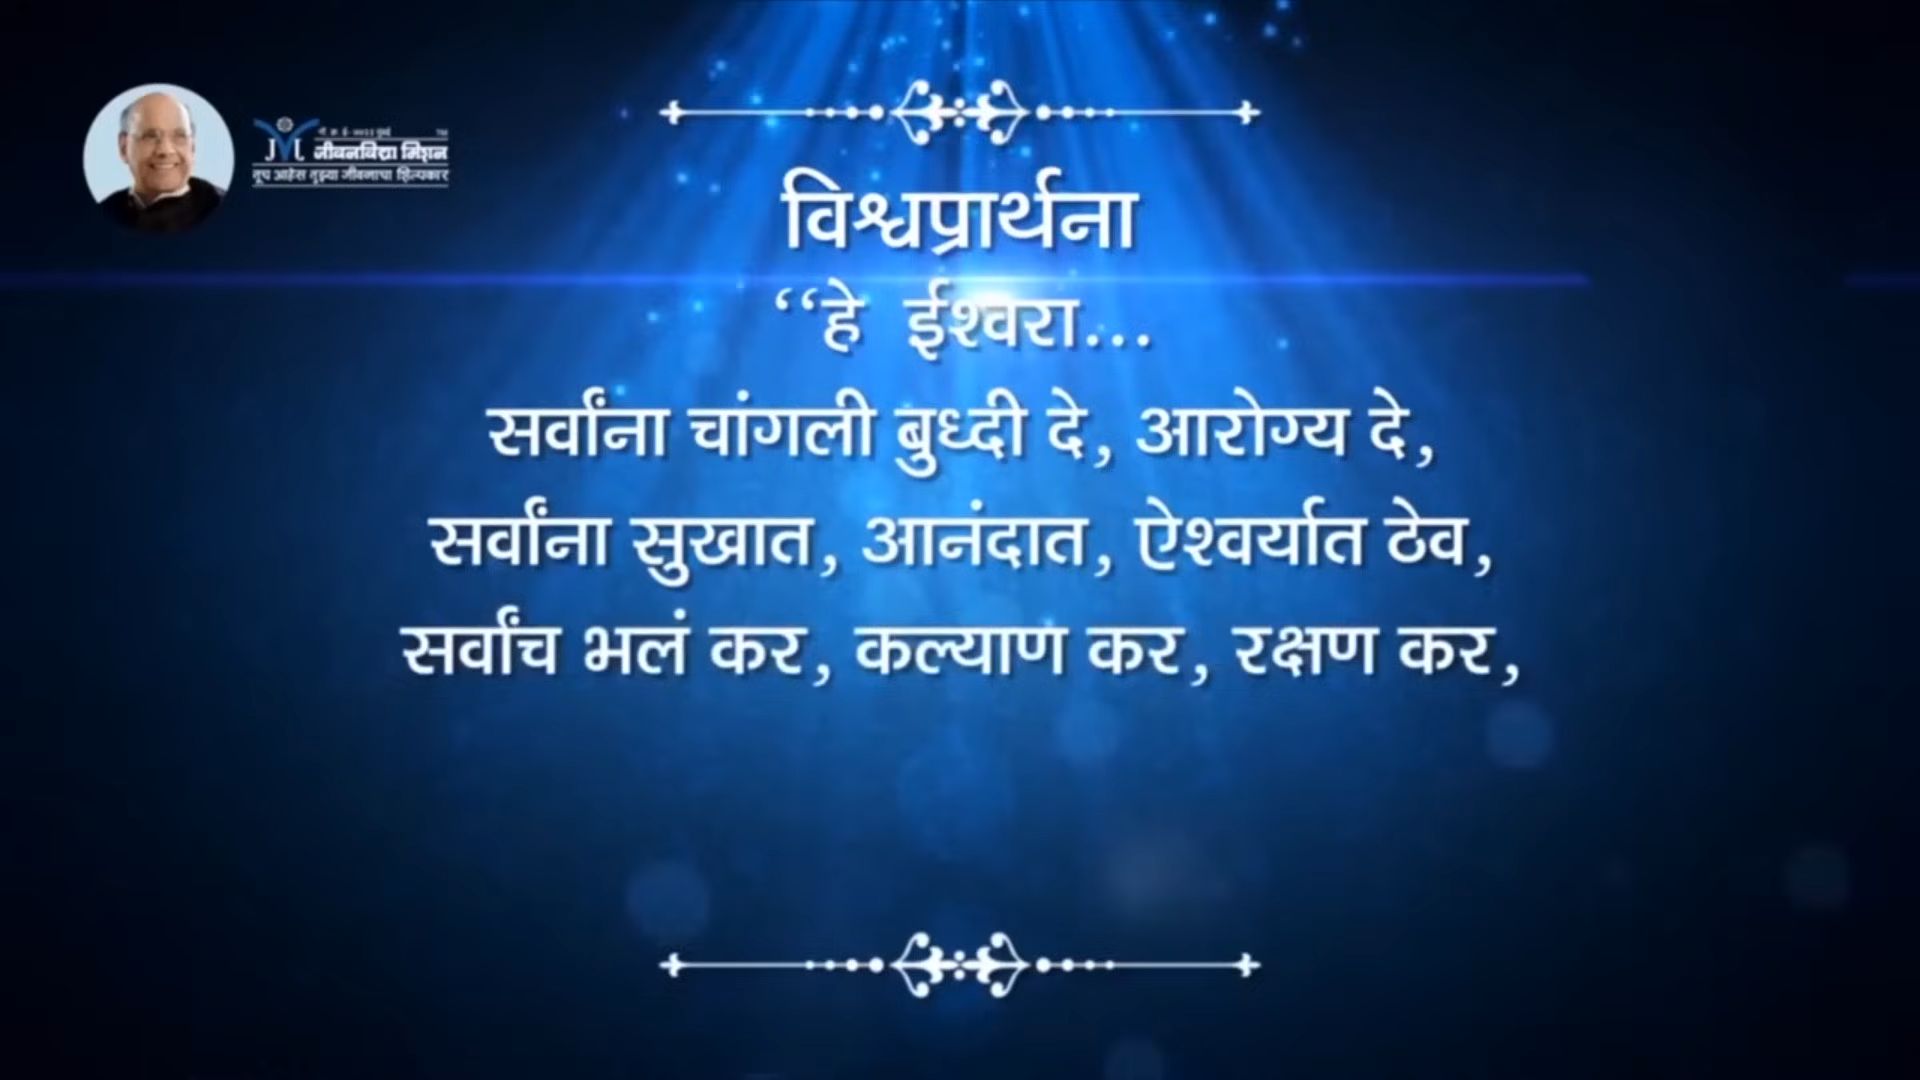 जीवनविद्या मिशन
तूच आहेस तुझ्या जीवनाचा शिल्पकार
विश्वप्रार्थना
“हे ईश्वरा...
सर्वांना चांगली बुध्दी दे, आरोग्य दे,
सर्वांना सुखात, आनंदात, ऐश्वर्यात ठेव,
सर्वांच भलं कर, कल्याण कर, रक्षण कर,